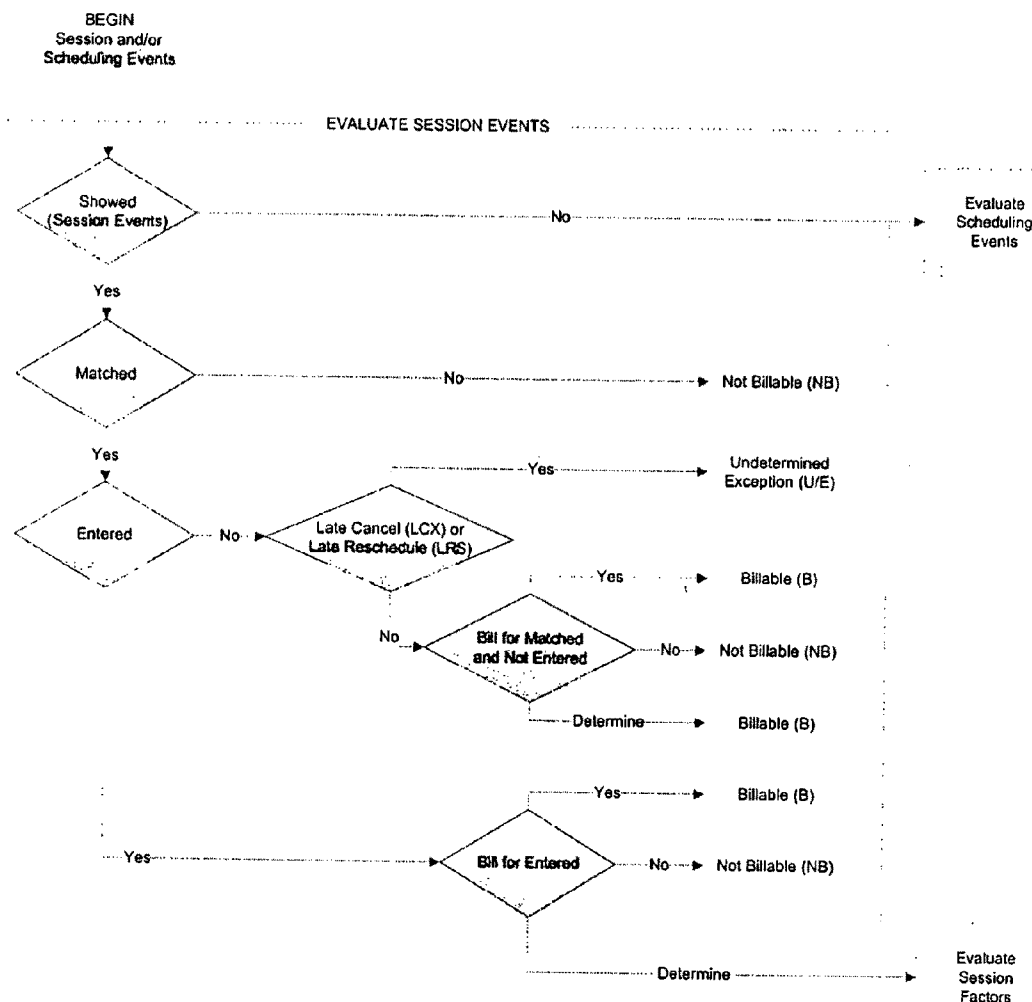 BEGIN
Session and/or
Scheduling Events
EVALUATE SESSION EVENTS
Showed
(Session Events)
No
Evaluate
Scheduling
Events
Yes
Matched
No
Not Billable (NB)
Yes
Yes
Undetermined
Exception (U/E)
Entered
No
Late Cancel (LCX) or
Late Reschedule (LRS)
Yes
Billable (B)
No
Bill for Matched
and Not Entered
No
Not Billable (NB)
Determine
Billable (B)
Yes
Billable (B)
Yes
Bill for Entered
No
Not Billable (NB)
Determine
Evaluate
Session
Factors